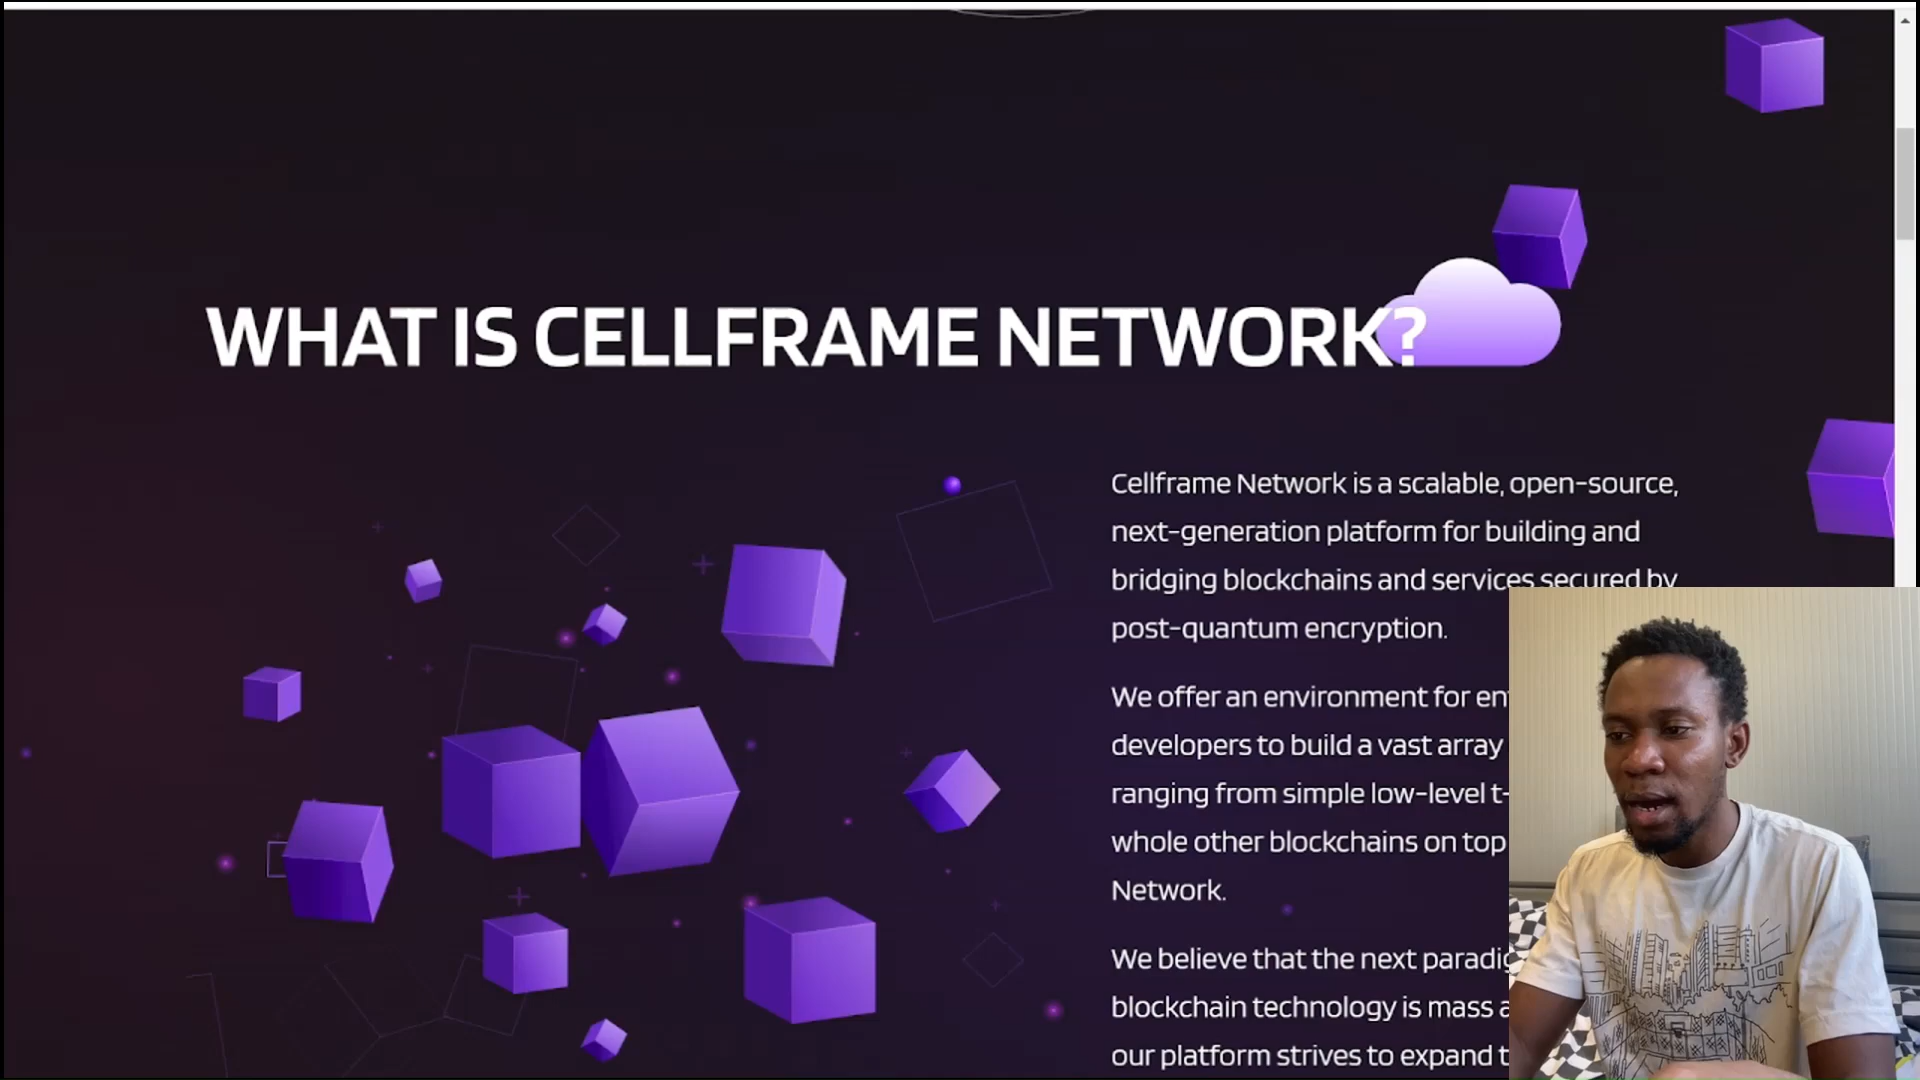 WHAT IS CELLFRAME NETWORK?
Cellframe Network is a scalable, open-source,
next-generation platform for building and
bridging blockchains and services secured by
post-quantum encryption.
We offer an environment for
developers to build a vast array
ranging from simple low-level t-
whole other blockchains on top
Network.
We believe that the next
blockchain technology is mass
our platform strives to expand